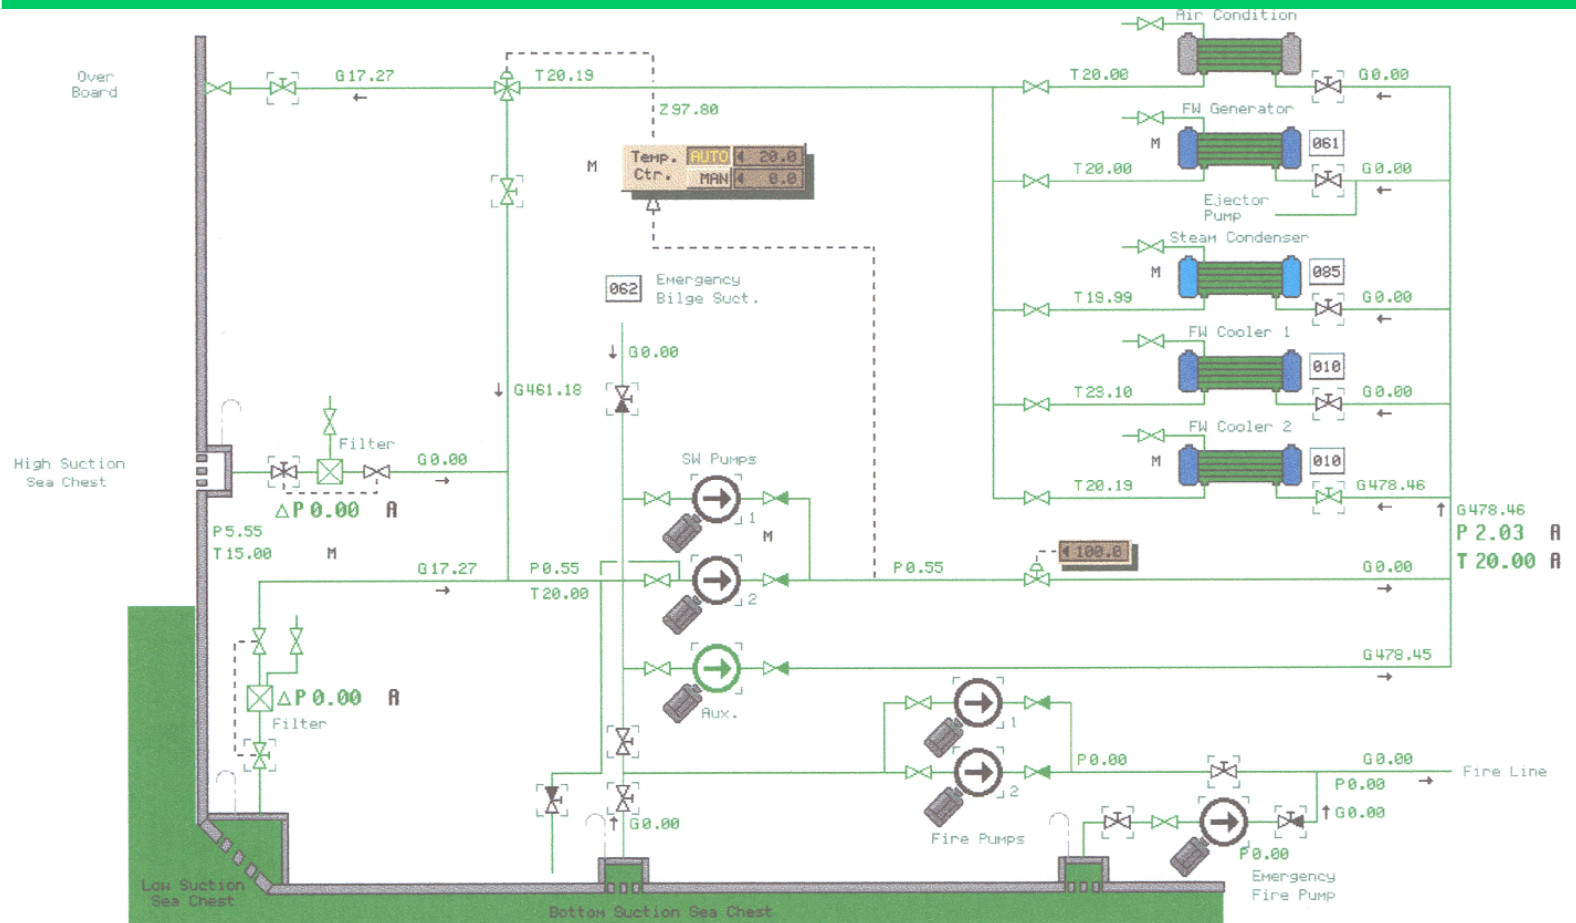 Air Condition
Over
Board
G17.27
T20.19
T20.00
G0.00
Z97.80
FW Generator
M
061
Temp.
Ctr.
AUTO
20.0
MAN
0.0
M
T20.00
G0.00
Ejector
Pump
Steam Condenser
M
085
062
Emergency
Bilge Suct.
T19.99
G0.00
FW Cooler 1
G0.00
010
G461.18
T23.10
G0.00
FW Cooler 2
Filter
High Suction
Sea Chest
G0.00
SW Pumps
M
010
T20.19
G478.46
△P0.00 A
1
G478.46
P5.55
T15.00
M
M
P2.03 A
100.0
T20.00 A
G17.27
P0.55
T20.00
2
P0.55
G0.00
G478.45
△P0.00 A
Filter
Aux.
1
P0.00
G0.00
Fire Line
2
P0.00
G0.00
G0.00
Fire Pumps
P0.00
Emergency
Fire Pump
Low Suction
Sea Chest
Bottom Suction Sea Chest